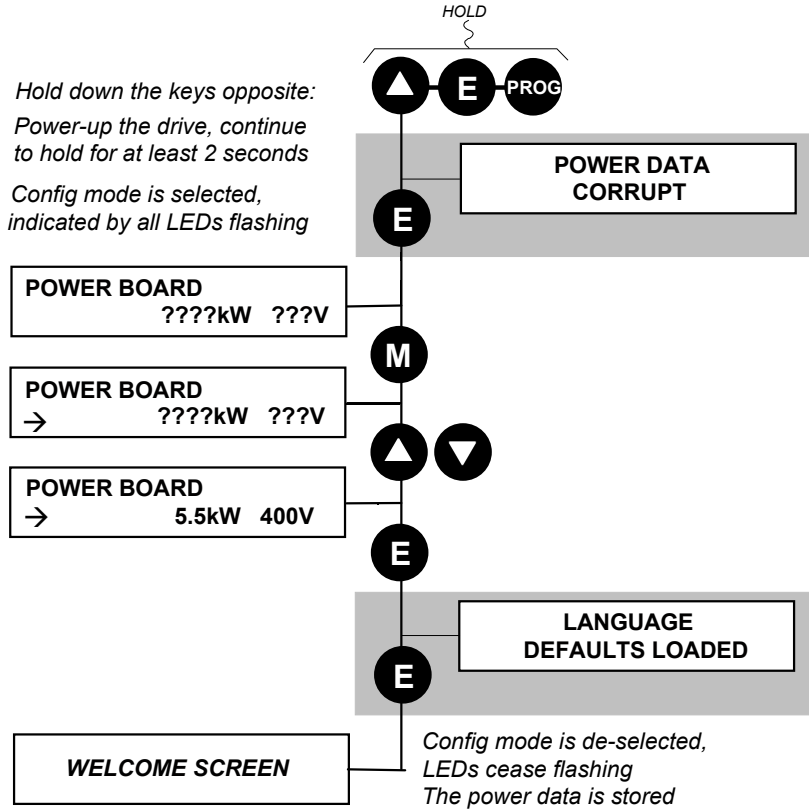 HOLD
Hold down the keys opposite:
E PROG
Power-up the drive, continue
to hold for at least 2 seconds
POWER DATA
CORRUPT
Config mode is selected,
indicated by all LEDs flashing
E
POWER BOARD
????kW ???V
M
POWER BOARD
→ ????kW ???V
POWER BOARD
→ 5.5kW 400V
E
LANGUAGE
DEFAULTS LOADED
E
WELCOME SCREEN
Config mode is de-selected,
LEDs cease flashing
The power data is stored